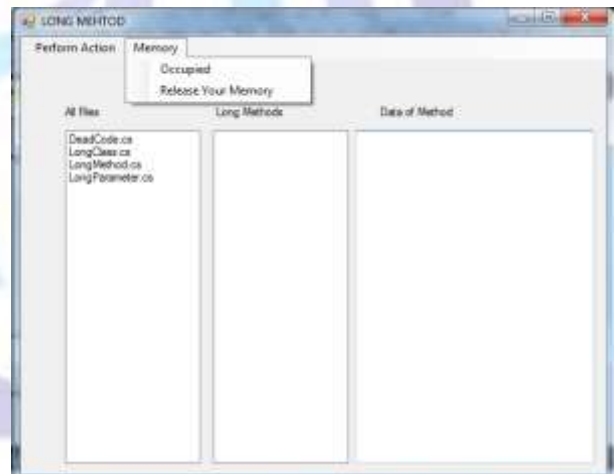 LONG MEHTOD
Perform Action Memory
Occupied
Release Your Memory
All Files Long Methods Data of Method
DeadCode.cs
LongClass.cs
LongMethod.cs
LongParameter.cs